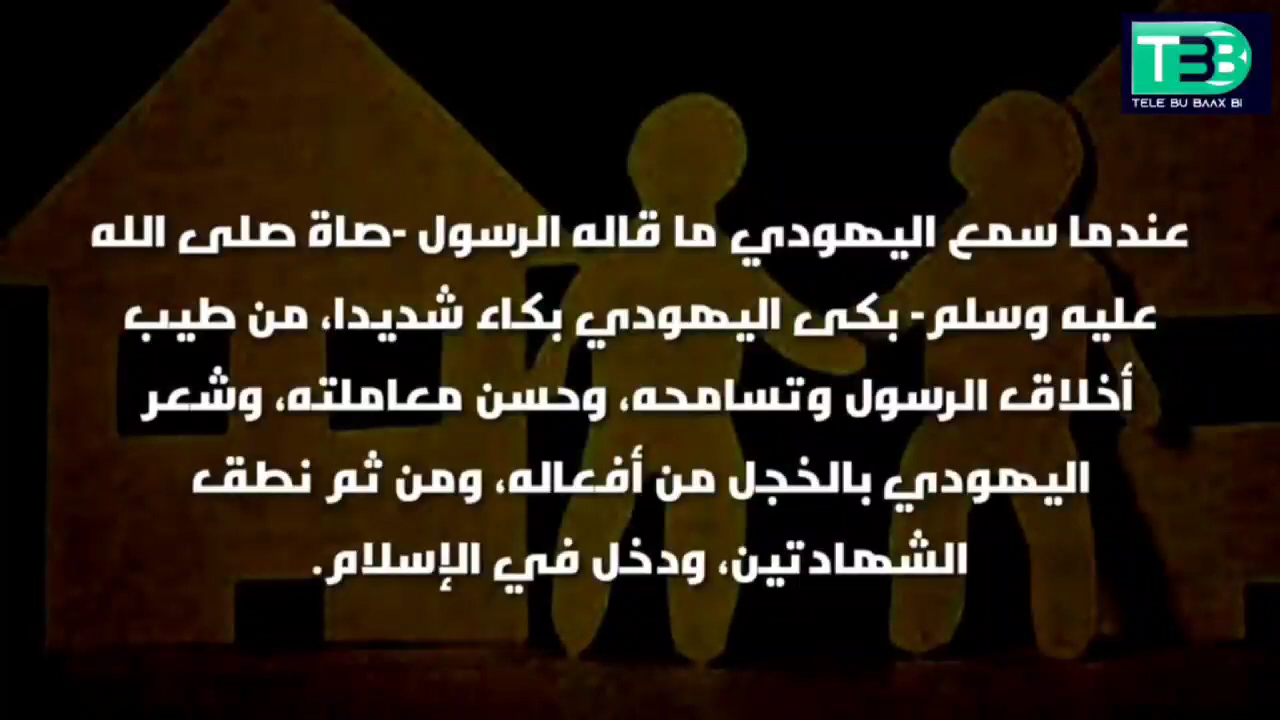 TBB
TELE BU BAAX BI
عندما سمع اليهودي ما قاله الرسول -صاة صلى الله
عليه وسلم- بكى اليهودي بكاء شديدا، من طيب
أخلاق الرسول وتسامحه، وحسن معاملته، وشعر
اليهودي بالخجل من أفعاله، ومن ثم نطق
الشهادتين، ودخل في الإسلام.